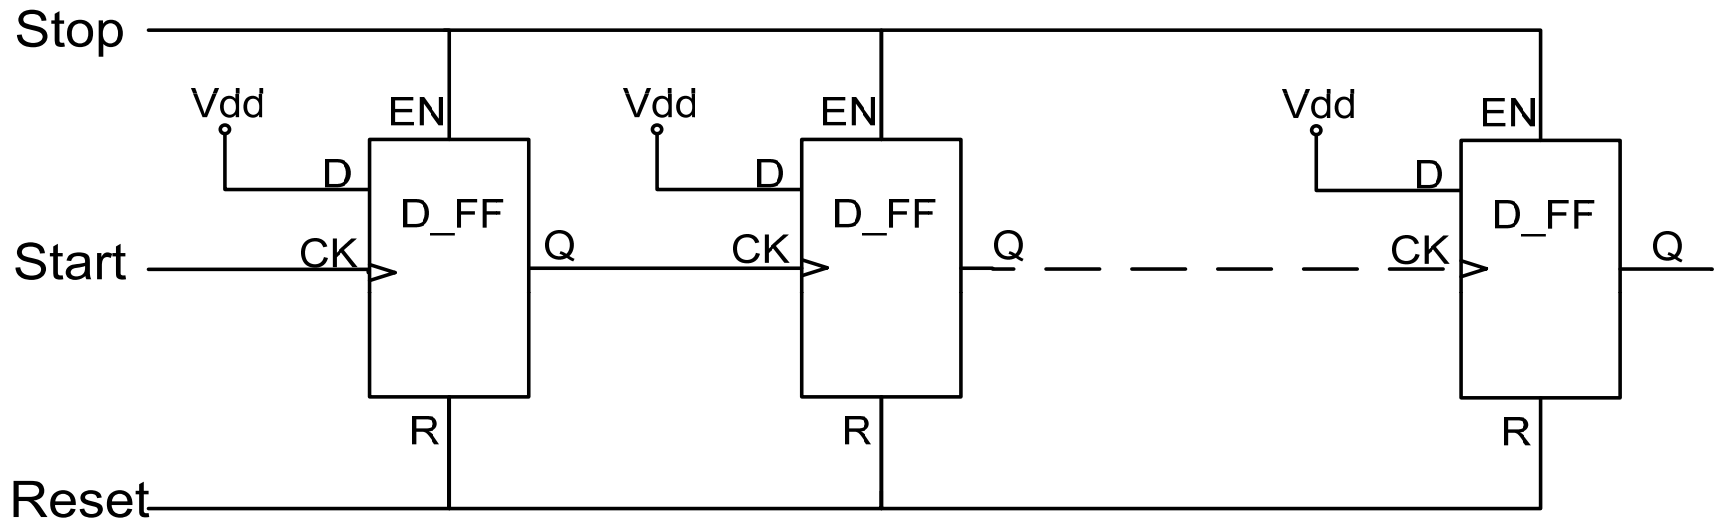 Stop
Vdd EN Vdd EN Vdd EN
D D D
D_FF D_FF D_FF
Start CK Q CK Q CK Q
R R R
Reset